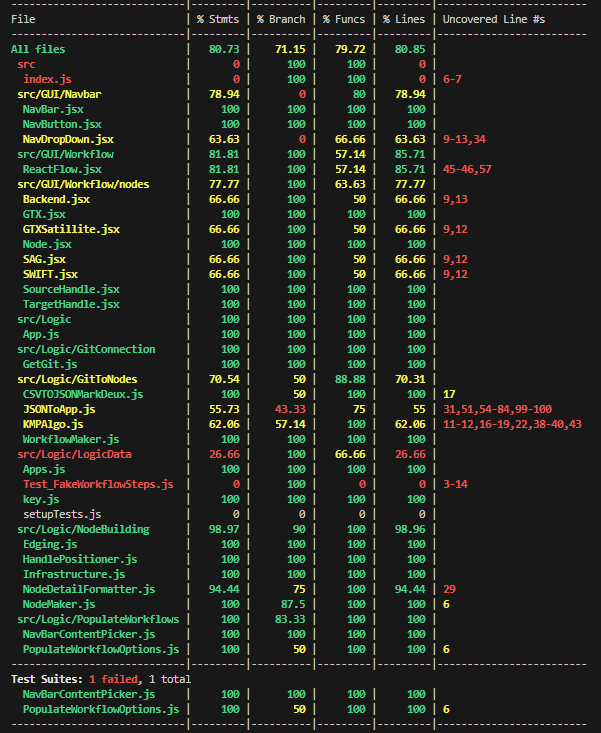 -----------------------------|---------|----------|---------|---------|-------------------------
File                         | % Stmts | % Branch | % Funcs | % Lines | Uncovered Line #s
-----------------------------|---------|----------|---------|---------|-------------------------
All files                    |   80.73 |    71.15 |   79.72 |   80.85 |
 src                         |       0 |      100 |     100 |       0 |
  index.js                   |       0 |      100 |     100 |       0 | 6-7
 src/GUI/Navbar              |   78.94 |        0 |      80 |   78.94 |
  NavBar.jsx                 |     100 |      100 |     100 |     100 |
  NavButton.jsx              |     100 |      100 |     100 |     100 |
  NavDropDown.jsx            |   63.63 |        0 |   66.66 |   63.63 | 9-13,34
 src/GUI/Workflow            |   81.81 |      100 |   57.14 |   85.71 |
  ReactFlow.jsx              |   81.81 |      100 |   57.14 |   85.71 | 45-46,57
 src/GUI/Workflow/nodes      |   77.77 |      100 |   63.63 |   77.77 |
  Backend.jsx                |   66.66 |      100 |      50 |   66.66 | 9,13
  GTX.jsx                    |     100 |      100 |     100 |     100 |
  GTXSatillite.jsx           |   66.66 |      100 |      50 |   66.66 | 9,12
  Node.jsx                   |     100 |      100 |     100 |     100 |
  SAG.jsx                    |   66.66 |      100 |      50 |   66.66 | 9,12
  SWIFT.jsx                  |   66.66 |      100 |      50 |   66.66 | 9,12
  SourceHandle.jsx           |     100 |      100 |     100 |     100 |
  TargetHandle.jsx           |     100 |      100 |     100 |     100 |
 src/Logic                   |     100 |      100 |     100 |     100 |
  App.js                     |     100 |      100 |     100 |     100 |
 src/Logic/GitConnection     |     100 |      100 |     100 |     100 |
  GetGit.js                  |     100 |      100 |     100 |     100 |
 src/Logic/GitToNodes        |   70.54 |       50 |   88.88 |   70.31 |
  CSVTOJSONMarkDeux.js       |     100 |       50 |     100 |     100 | 17
  JSONToApp.js               |   55.73 |    43.33 |      75 |      55 | 31,51,54-84,99-100
  KMPAlgo.js                 |   62.06 |    57.14 |     100 |   62.06 | 11-12,16-19,22,38-40,43
  WorkflowMaker.js           |     100 |      100 |     100 |     100 |
 src/Logic/LogicData         |   26.66 |      100 |   66.66 |   26.66 |
  Apps.js                    |     100 |      100 |     100 |     100 |
  Test_FakeWorkflowSteps.js  |       0 |      100 |       0 |       0 | 3-14
  key.js                     |     100 |      100 |     100 |     100 |
  setupTests.js              |       0 |        0 |       0 |       0 |
 src/Logic/NodeBuilding      |   98.97 |       90 |     100 |   98.96 |
  Edging.js                  |     100 |      100 |     100 |     100 |
  HandlePositioner.js        |     100 |      100 |     100 |     100 |
  Infrastructure.js          |     100 |      100 |     100 |     100 |
  NodeDetailFormatter.js     |   94.44 |       75 |     100 |   94.44 | 29
  NodeMaker.js               |     100 |     87.5 |     100 |     100 | 6
 src/Logic/PopulateWorkflows |     100 |    83.33 |     100 |     100 |
  NavBarContentPicker.js     |     100 |      100 |     100 |     100 |
  PopulateWorkflowOptions.js |     100 |       50 |     100 |     100 | 6
-----------------------------|---------|----------|---------|---------|-------------------------
Test Suites: 1 failed, 1 total
  NavBarContentPicker.js     |     100 |      100 |     100 |     100 |
  PopulateWorkflowOptions.js |     100 |       50 |     100 |     100 | 6
-----------------------------|---------|----------|---------|---------|-------------------------